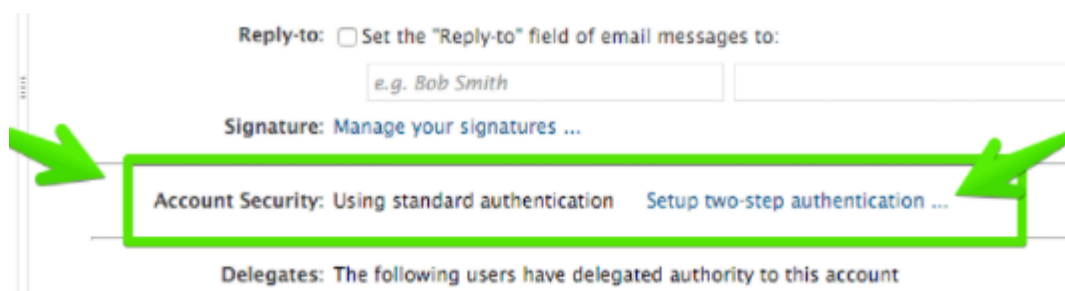 Reply-to: Set the "Reply-to" field of email messages to:
e.g. Bob Smith
Signature: Manage your signatures ...
Account Security: Using standard authentication Setup two-step authentication ...
Delegates: The following users have delegated authority to this account